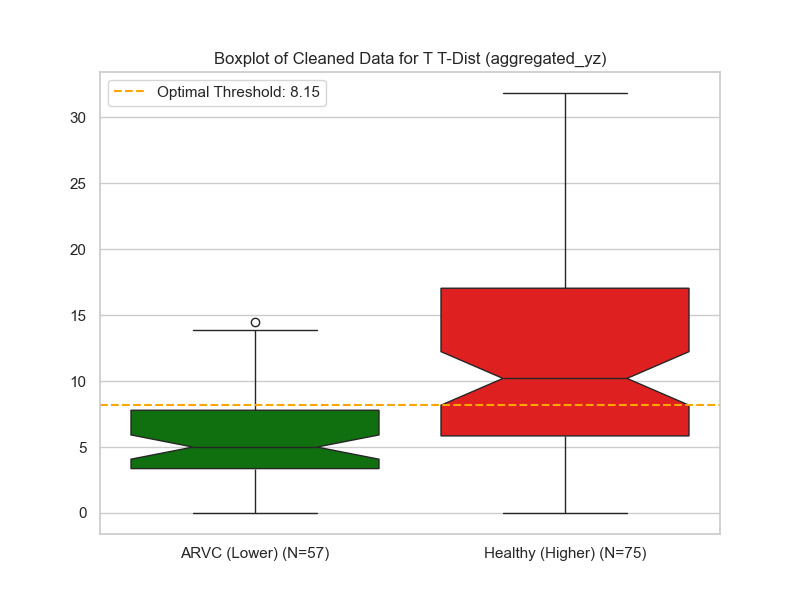 Boxplot of Cleaned Data for T T-Dist (aggregated_yz)
Optimal Threshold: 8.15
30
25
20
15
10
5
0
ARVC (Lower) (N=57)
Healthy (Higher) (N=75)